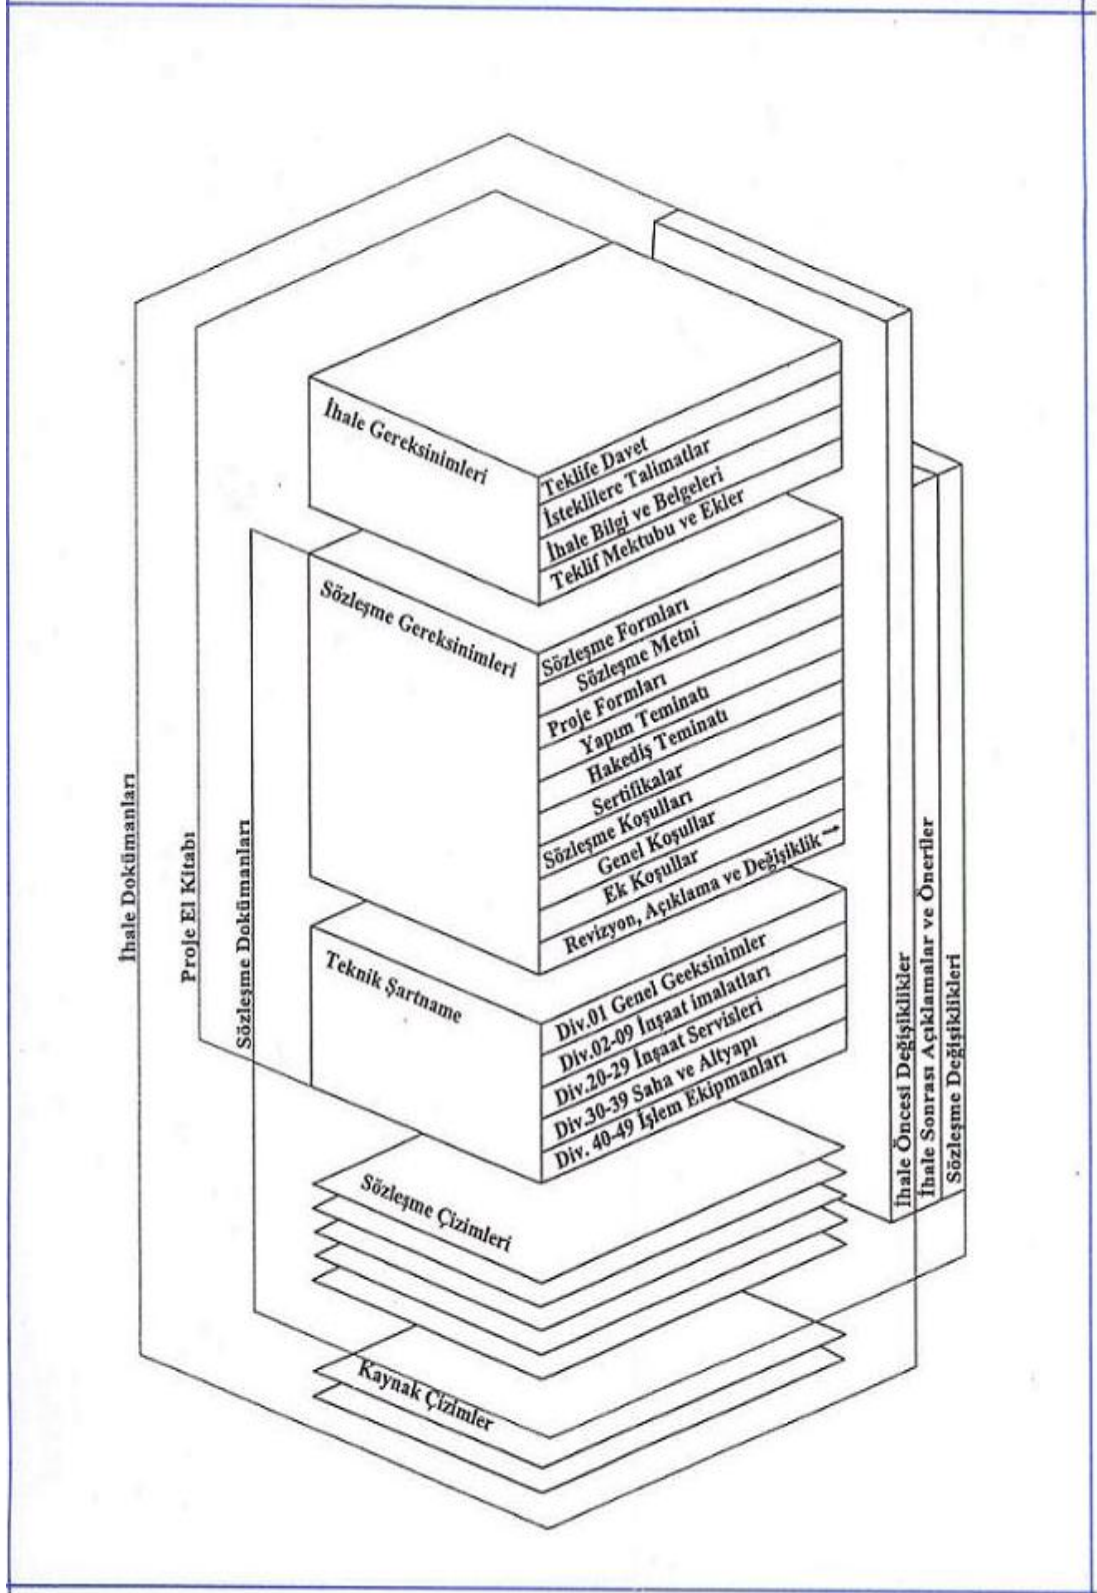 İhale Gereksinimleri
Teklife Davet
İsteklilere Talimatlar
İhale Bilgi ve Belgeleri
Teklif Mektubu ve Ekler
Sözleşme Gereksinimleri
Sözleşme Formları
Sözleşme Metni
Proje Formları
Yapım Teminatı
Hakediş Teminatı
Sertifikalar
Sözleşme Koşulları
Genel Koşullar
Ek Koşullar
Revizyon, Açıklama ve Değişiklik →
Teknik Şartname
Div.01 Genel Geeksinimler
Div.02-09 İnşaat imalatları
Div.20-29 İnşaat Servisleri
Div.30-39 Saha ve Altyapı
Div. 40-49 İşlem Ekipmanları
Sözleşme Çizimleri
Kaynak Çizimler
İhale Dokümanları
Proje El Kitabı
Sözleşme Dokümanları
İhale Öncesi Değişiklikler
İhale Sonrası Açıklamalar ve Öneriler
Sözleşme Değişiklikleri